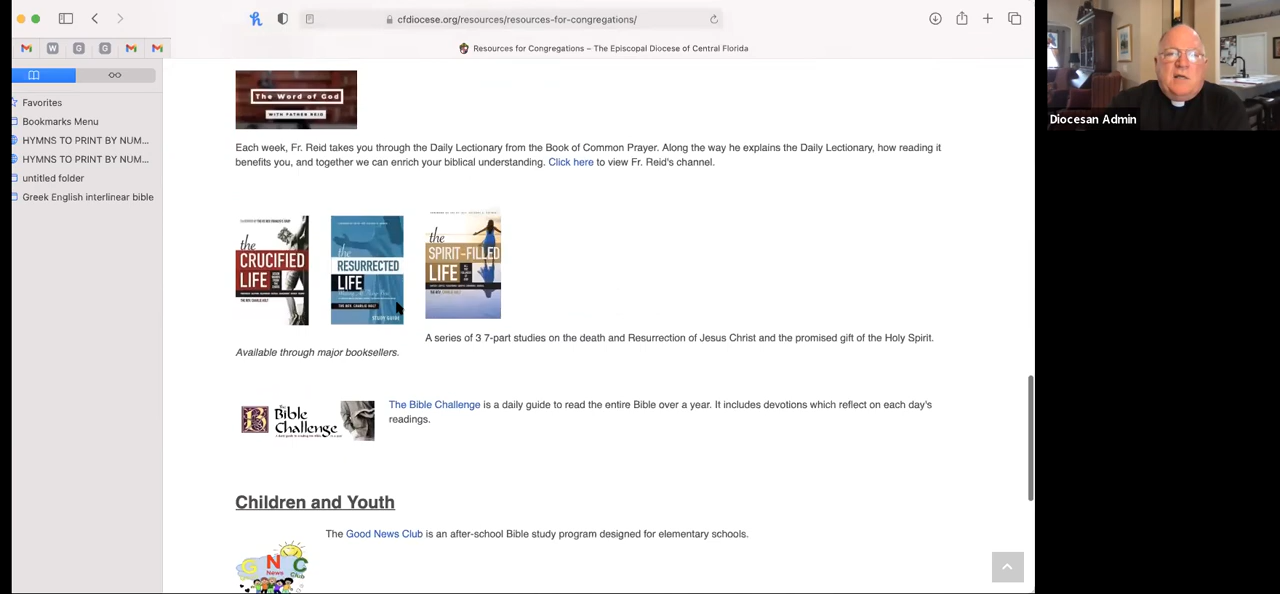 cfdiocese.org/resources/resources-for-congregations/
W
G
G
Resources for Congregations – The Episcopal Diocese of Central Florida
Favorites
Bookmarks Menu
HYMNS TO PRINT BY NUM...
HYMNS TO PRINT BY NUM...
untitled folder
Greek English interlinear bible
The Word of God
WITH FATHER REID
Each week, Fr. Reid takes you through the Daily Lectionary from the Book of Common Prayer. Along the way he explains the Daily Lectionary, how reading it
benefits you, and together we can enrich your biblical understanding. Click here to view Fr. Reid's channel.
the
CRUCIFIED
LIFE
the
RESURRECTED
LIFE
STUDY GUIDE
the
SPIRIT-FILLED
LIFE
A series of 3 7-part studies on the death and Resurrection of Jesus Christ and the promised gift of the Holy Spirit.
Available through major booksellers.
B
The
Bible
Challenge
The Bible Challenge is a daily guide to read the entire Bible over a year. It includes devotions which reflect on each day's
readings.
Children and Youth
The Good News Club is an after-school Bible study program designed for elementary schools.
G N C
News Club
Diocesan Admin